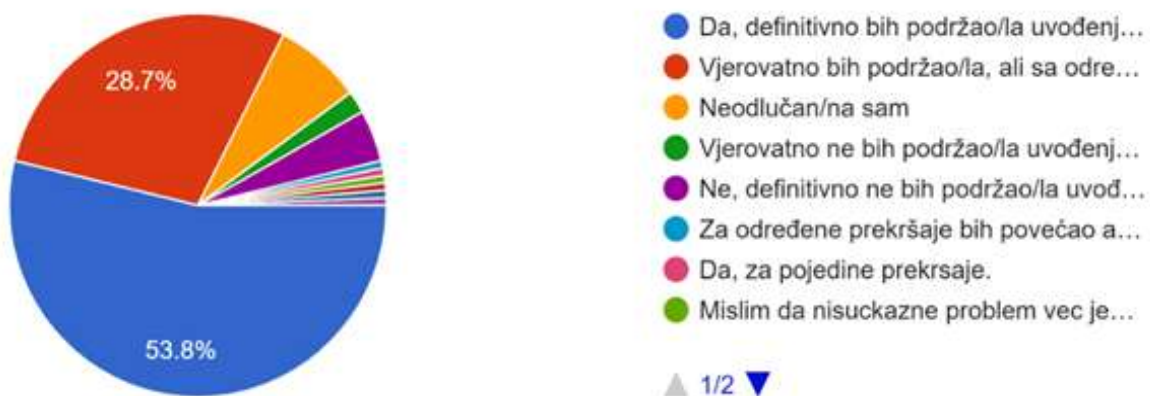 28.7%
53.8%
Da, definitivno bih podržao/la uvođenj...
Vjerovatno bih podržao/la, ali sa odre...
Neodlučan/na sam
Vjerovatno ne bih podržao/la uvođenj...
Ne, definitivno ne bih podržao/la uvođ...
Za određene prekršaje bih povećao a...
Da, za pojedine prekrsaje.
Mislim da nisuckazne problem vec je...
1/2